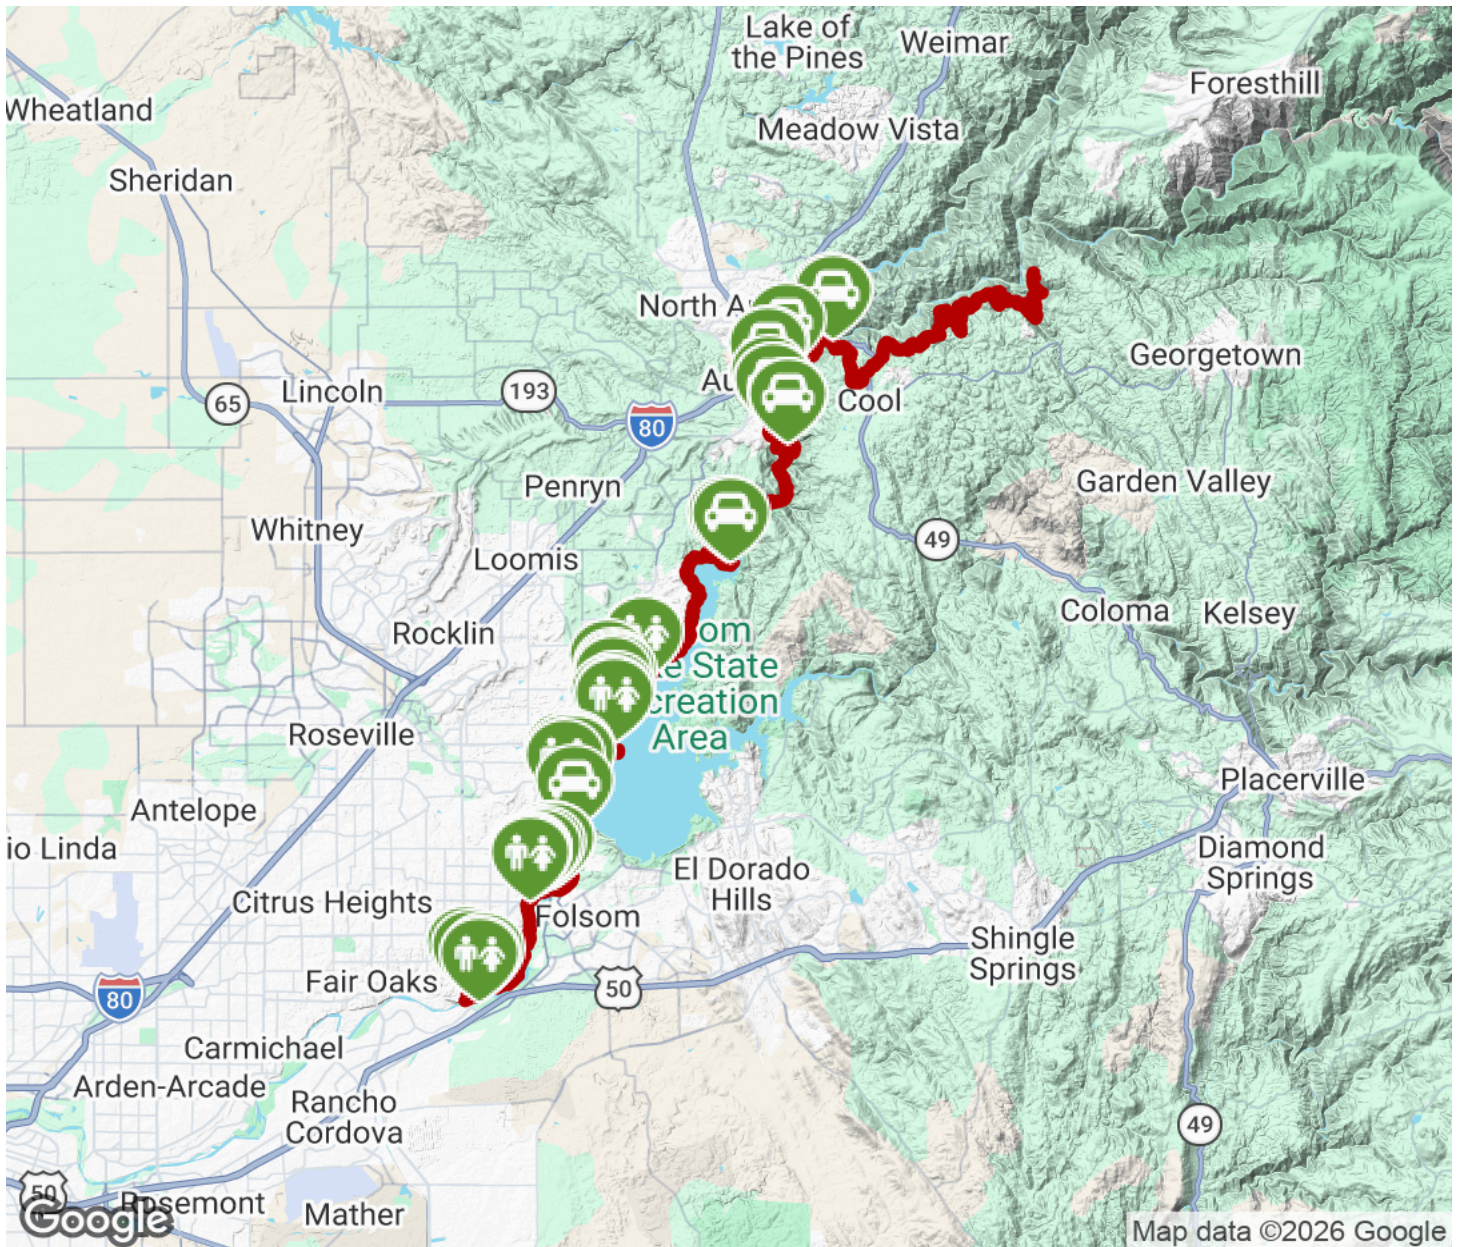 Lake of
the Pines
Weimar
Foresthill
Wheatland
Meadow Vista
Sheridan
North A
Georgetown
Lincoln
193
65
Au
Cool
80
Penryn
Garden Valley
Whitney
49
Loomis
Coloma
Kelsey
Rocklin
om
ke State
creation
Area
Roseville
Placerville
Antelope
io Linda
Diamond
Springs
El Dorado
Hills
Citrus Heights
Folsom
Shingle
Springs
Fair Oaks
80
50
Carmichael
Arden-Arcade
Rancho
Cordova
49
50
Rosemont
Mather
Google
Map data ©2026 Google